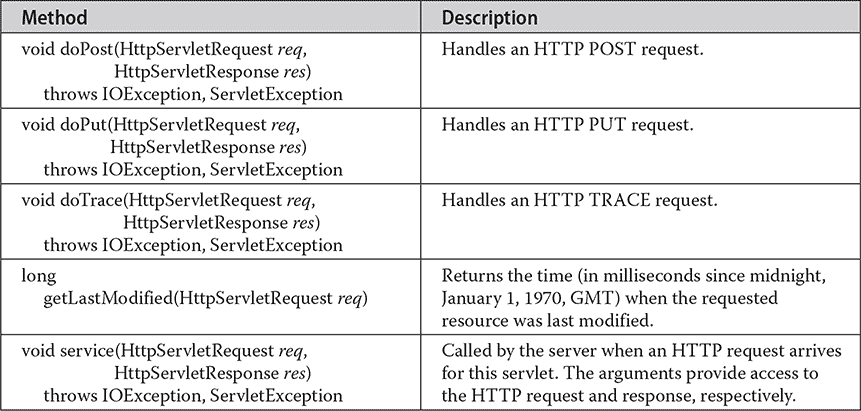 Method Description
void doPost(HttpServletRequest req,
HttpServletResponse res)
throws IOException, ServletException
Handles an HTTP POST request.
void doPut(HttpServletRequest req,
HttpServletResponse res)
throws IOException, ServletException
Handles an HTTP PUT request.
void doTrace(HttpServletRequest req,
HttpServletResponse res)
throws IOException, ServletException
Handles an HTTP TRACE request.
long
getLastModified(HttpServletRequest req)
Returns the time (in milliseconds since midnight,
January 1, 1970, GMT) when the requested
resource was last modified.
void service(HttpServletRequest req,
HttpServletResponse res)
throws IOException, ServletException
Called by the server when an HTTP request arrives
for this servlet. The arguments provide access to
the HTTP request and response, respectively.